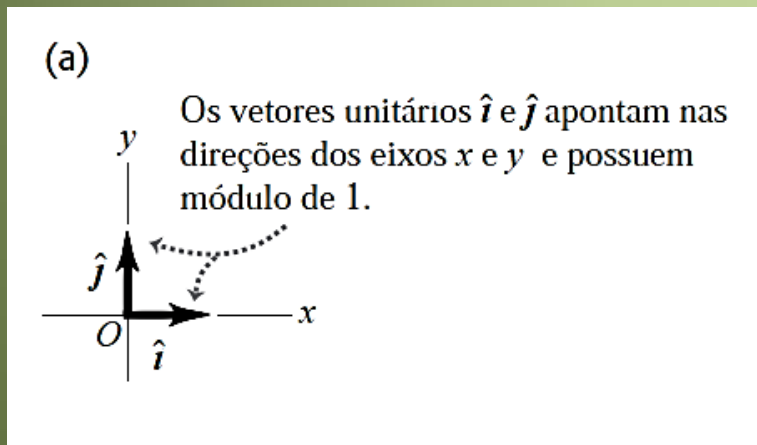 (a)
Os vetores unitários î e ĵ apontam nas
direções dos eixos x e y e possuem
módulo de 1.
y
ĵ
O
î
x